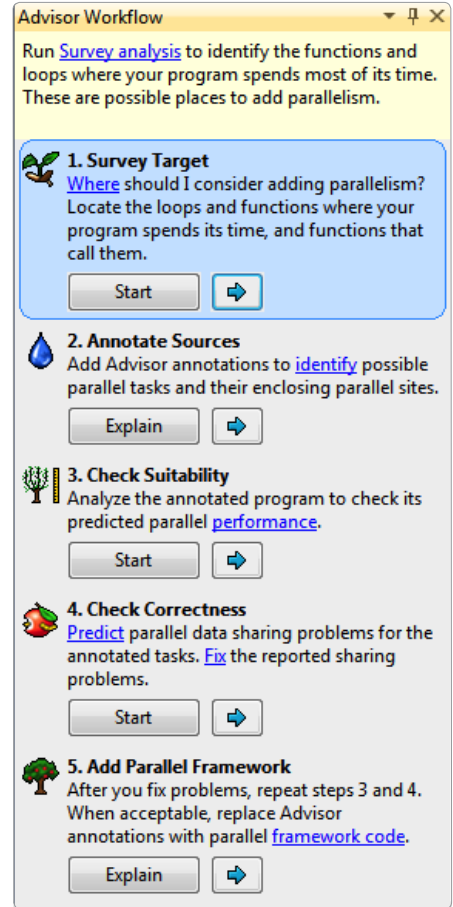 Advisor Workflow
Run Survey analysis to identify the functions and
loops where your program spends most of its time.
These are possible places to add parallelism.
1. Survey Target
Where should I consider adding parallelism?
Locate the loops and functions where your
program spends its time, and functions that
call them.
Start
2. Annotate Sources
Add Advisor annotations to identify possible
parallel tasks and their enclosing parallel sites.
Explain
3. Check Suitability
Analyze the annotated program to check its
predicted parallel performance.
Start
4. Check Correctness
Predict parallel data sharing problems for the
annotated tasks. Fix the reported sharing
problems.
Start
5. Add Parallel Framework
After you fix problems, repeat steps 3 and 4.
When acceptable, replace Advisor
annotations with parallel framework code.
Explain